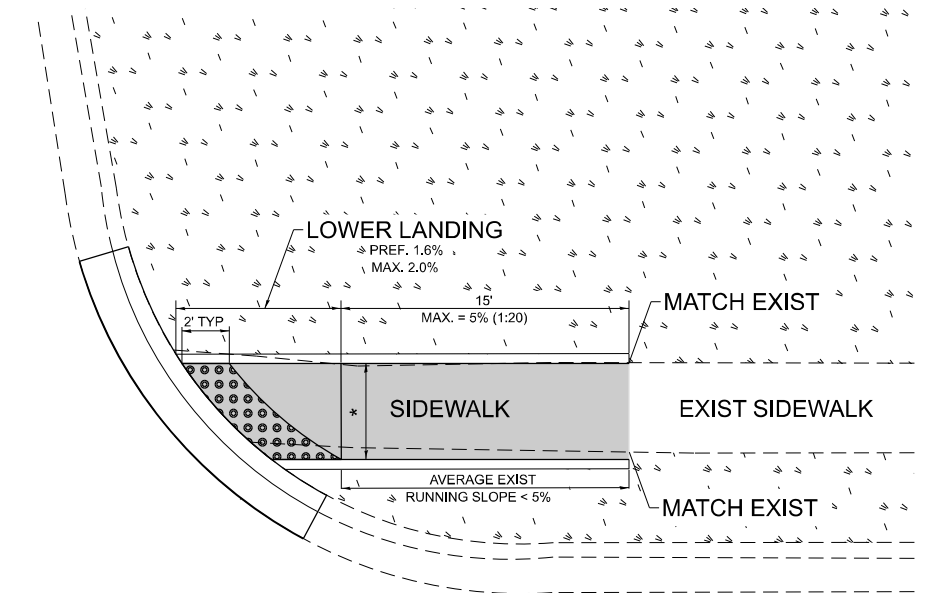 LOWER LANDING
PREF. 1.6%
MAX. 2.0%
15'
MAX. = 5% (1:20)
MATCH EXIST
2' TYP
*
SIDEWALK
EXIST SIDEWALK
AVERAGE EXIST
RUNNING SLOPE < 5%
MATCH EXIST